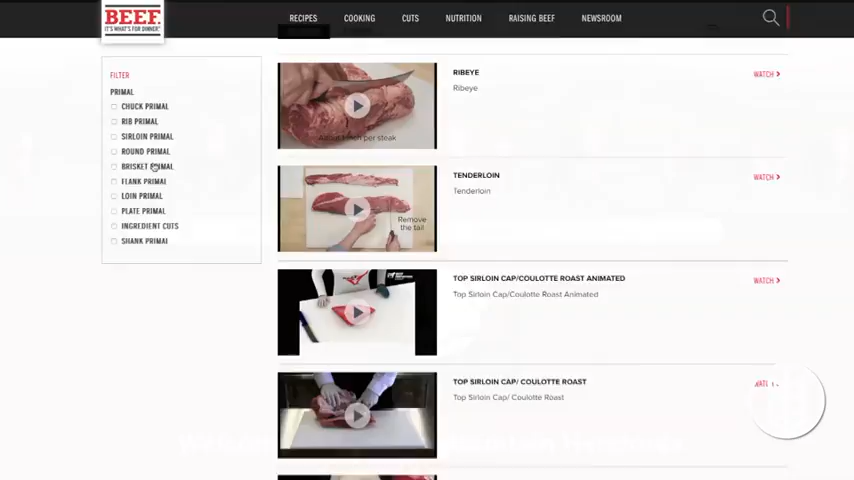 BEEF.
IT'S WHAT'S FOR DINNER.
RECIPES
COOKING
CUTS
NUTRITION
RAISING BEEF
NEWSROOM
FILTER
PRIMAL
CHUCK PRIMAL
RIB PRIMAL
SIRLOIN PRIMAL
ROUND PRIMAL
BRISKET PRIMAL
FLANK PRIMAL
LOIN PRIMAL
PLATE PRIMAL
INGREDIENT CUTS
SHANK PRIMAL
per steak
RIBEYE
Ribeye
WATCH
Remove
the tail
TENDERLOIN
Tenderloin
WATCH
TOP SIRLOIN CAP/COULOTTE ROAST ANIMATED
Top Sirloin Cap/Coulotte Roast Animated
WATCH
TOP SIRLOIN CAP/ COULOTTE ROAST
Top Sirloin Cap/ Coulotte Roast